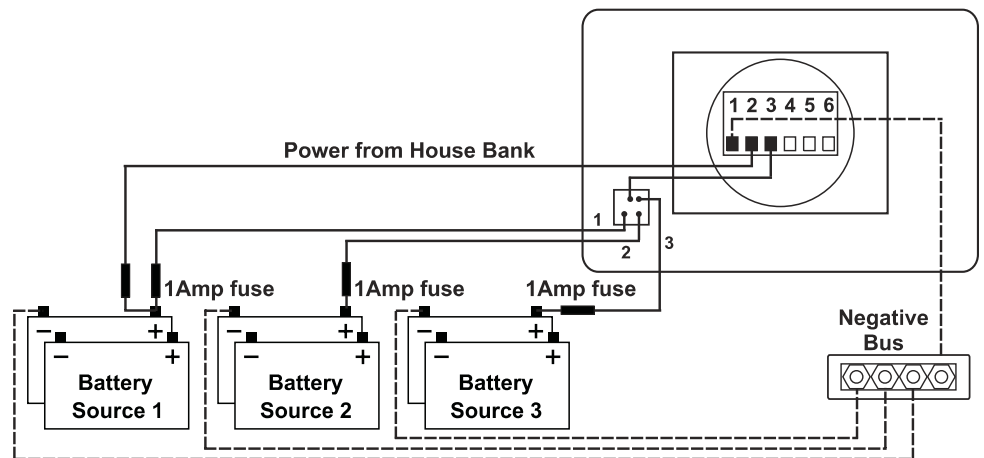 1 2 3 4 5 6
Power from House Bank
1
2
3
1Amp fuse
1Amp fuse
1Amp fuse
Negative
Bus
− +
− +
− +
− +
− +
− +
Battery
Source 1
Battery
Source 2
Battery
Source 3